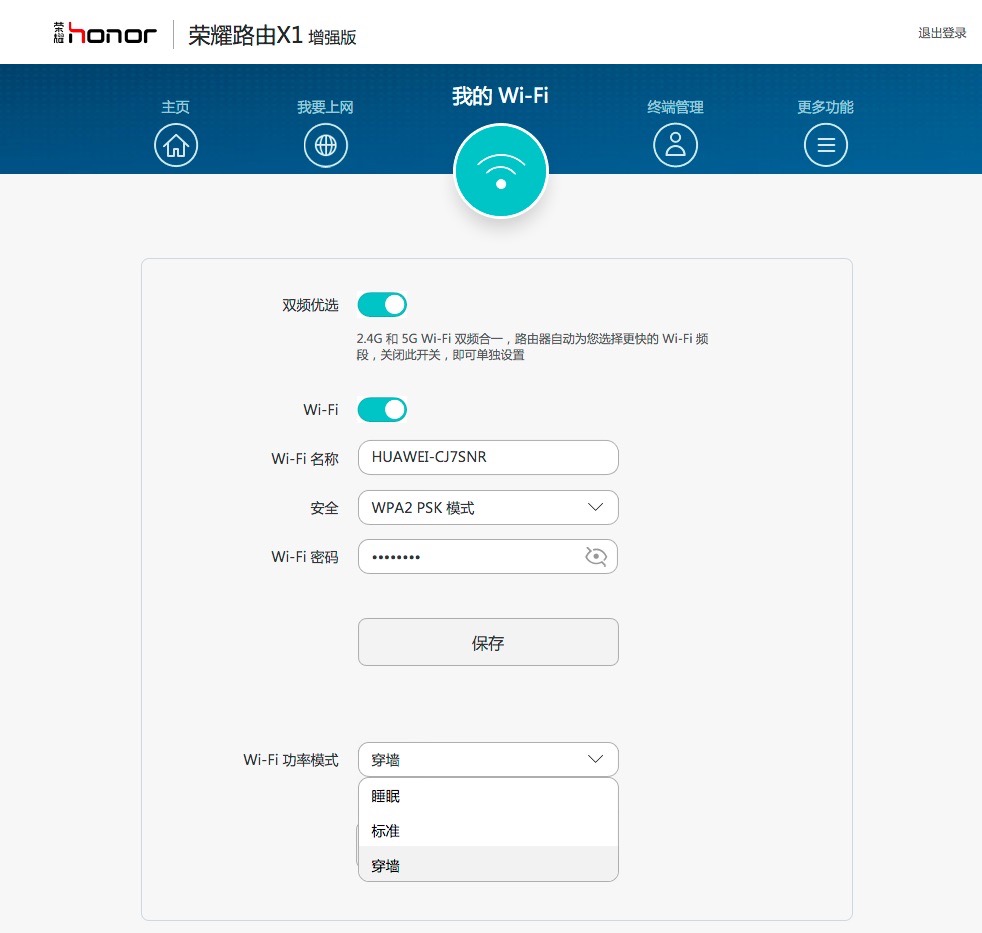 荣耀 honor 荣耀路由X1 增强版
退出登录
主页
我要上网
我的 Wi-Fi
终端管理
更多功能
双频优选
2.4G 和 5G Wi-Fi 双频合一，路由器自动为您选择更快的 Wi-Fi 频
段，关闭此开关，即可单独设置
Wi-Fi
Wi-Fi 名称 HUAWEI-CJ7SNR
安全 WPA2 PSK 模式
Wi-Fi 密码 ••••••••
保存
Wi-Fi 功率模式 穿墙
睡眠
标准
穿墙